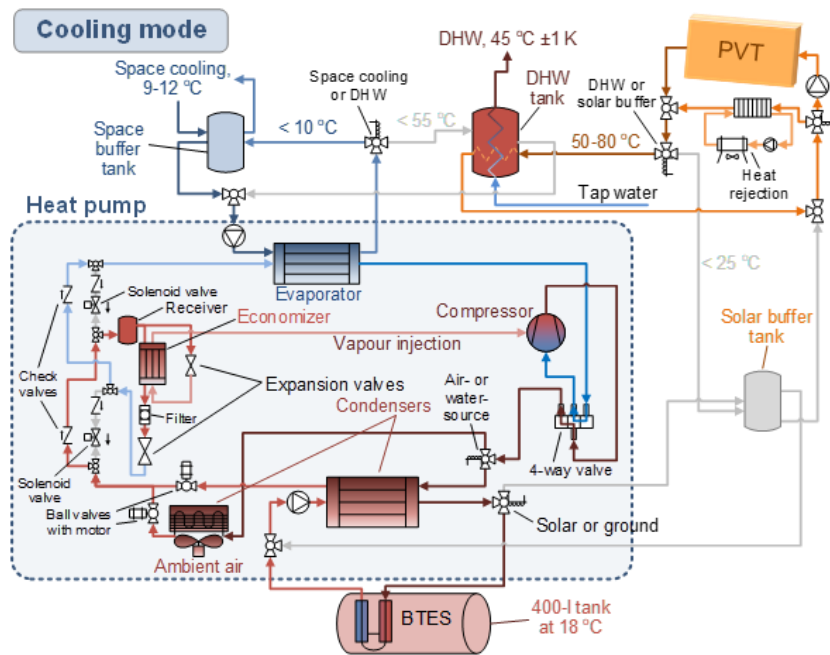 Cooling mode
DHW, 45 °C ±1 K
PVT
Space cooling,
9-12 °C
Space cooling
or DHW
DHW
tank
DHW or
solar buffer
Space
buffer
tank
< 10 °C
< 55 °C
50-80 °C
Heat
rejection
Tap water
Heat pump
< 25 °C
Evaporator
Solenoid valve
Receiver
Economizer
Compressor
Solar buffer
tank
Vapour injection
Check
valves
Expansion valves
Air- or
water-
source
Filter
Condensers
4-way valve
Solenoid
valve
Ball valves
with motor
Solar or ground
Ambient air
BTES
400-l tank
at 18 °C